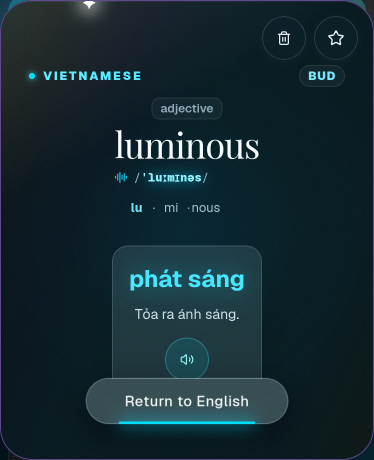 VIETNAMESE
BUD
adjective
luminous
/ˈluːmɪnəs/
lu · mi ·nous
phát sáng
Tỏa ra ánh sáng.
Return to English